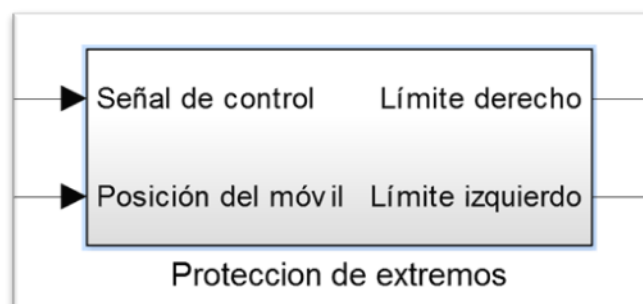 Señal de control Límite derecho
Posición del móvil Límite izquierdo
Proteccion de extremos